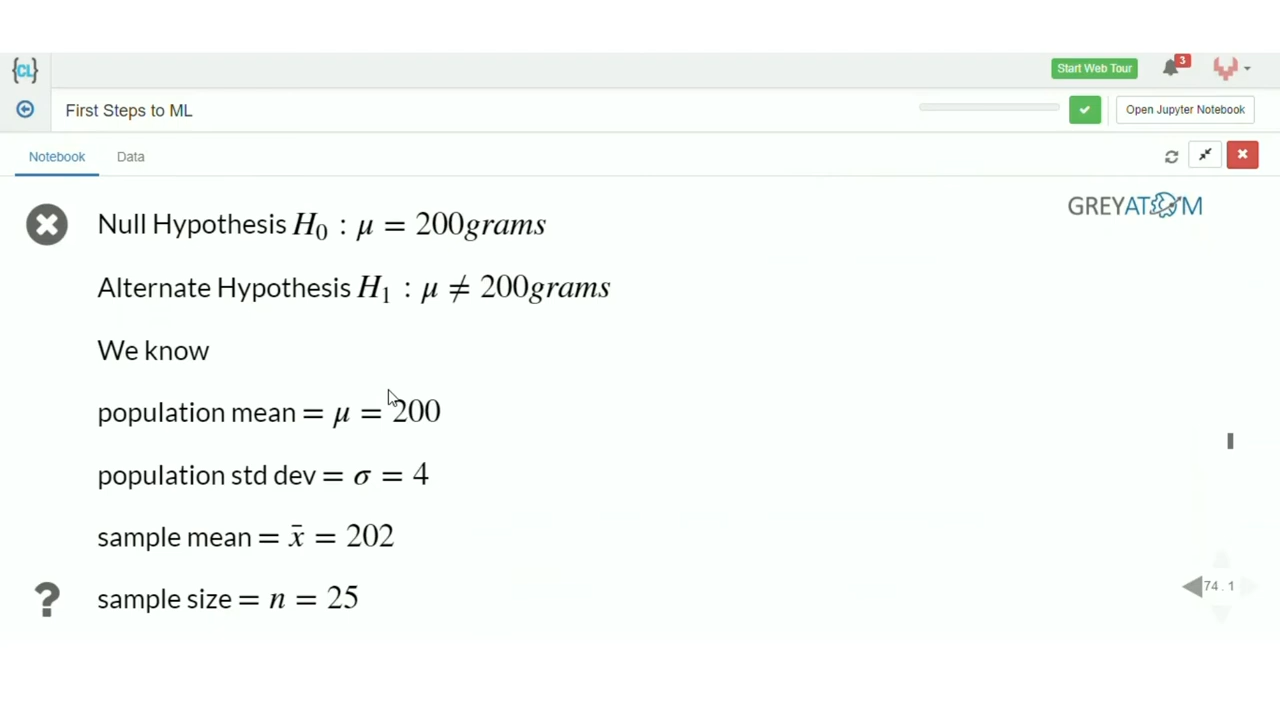 {CL}
Start Web Tour
3
First Steps to ML
Open Jupyter Notebook
Notebook Data
GREYATOM
Null Hypothesis H₀ : μ = 200grams
Alternate Hypothesis H₁ : μ ≠ 200grams
We know
population mean = μ = 200
population std dev = σ = 4
sample mean = x̄ = 202
sample size = n = 25
74 . 1